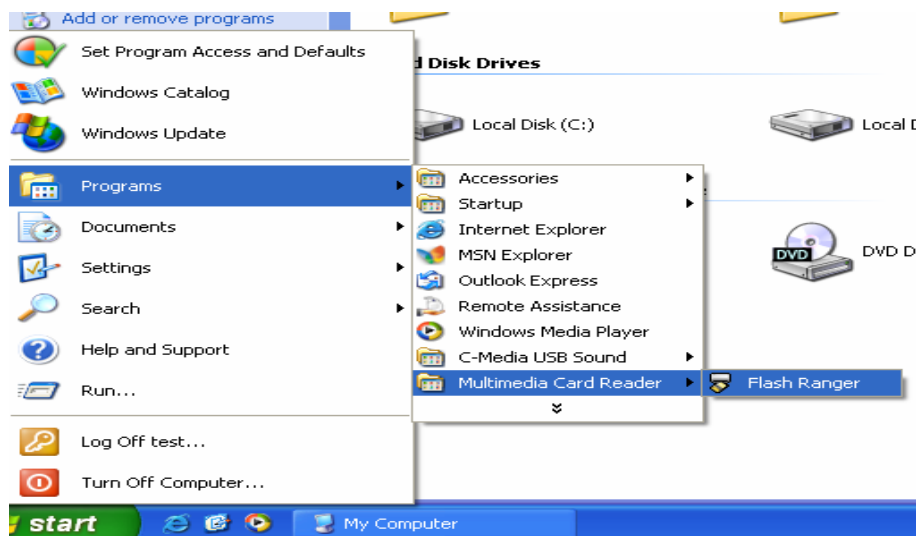 Add or remove programs
Set Program Access and Defaults
Windows Catalog
Windows Update
Programs
Documents
Settings
Search
Help and Support
Run...
Log Off test...
Turn Off Computer...
Accessories
Startup
Internet Explorer
MSN Explorer
Outlook Express
Remote Assistance
Windows Media Player
C-Media USB Sound
Multimedia Card Reader
Flash Ranger
d Disk Drives
Local Disk (C:)
Local D
DVD D
DVD
start
My Computer